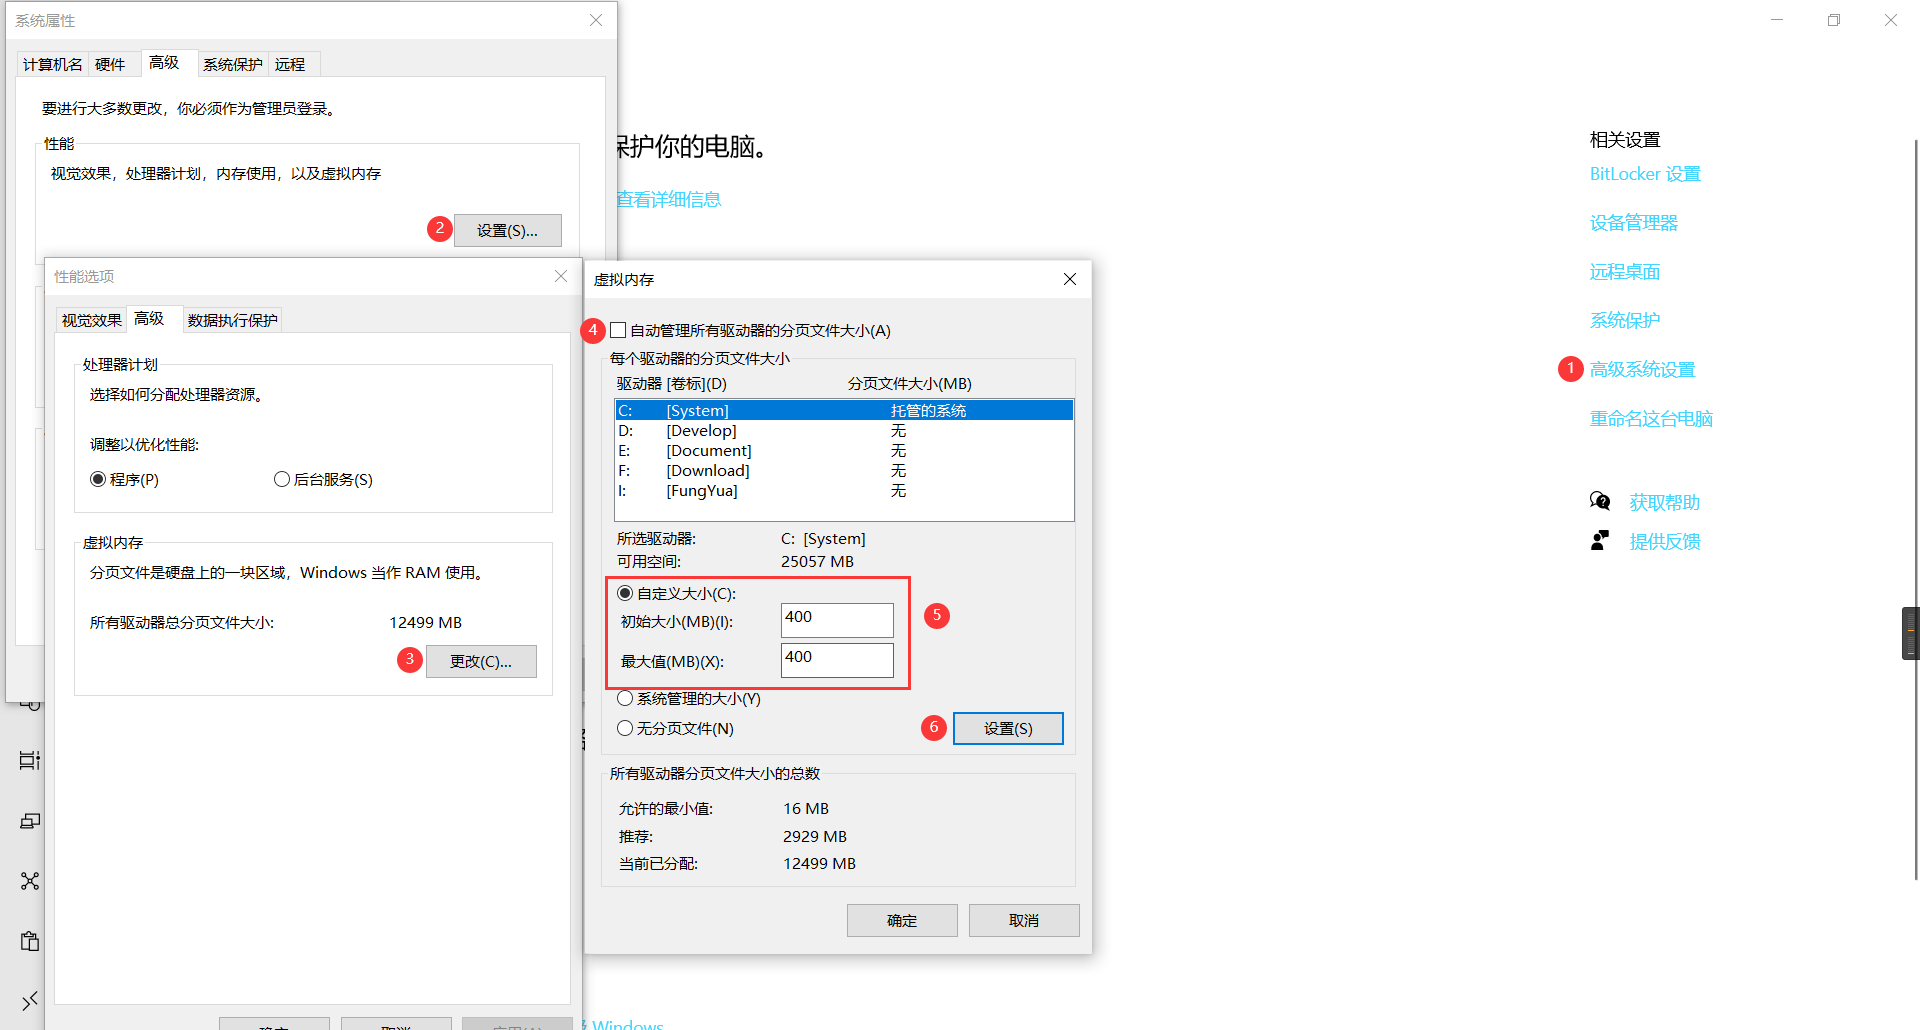 系统属性
计算机名
硬件
高级
系统保护
远程
要进行大多数更改，你必须作为管理员登录。
性能
视觉效果，处理器计划，内存使用，以及虚拟内存
2
设置(S)...
性能选项
视觉效果
高级
数据执行保护
处理器计划
选择如何分配处理器资源。
调整以优化性能:
程序(P)
后台服务(S)
虚拟内存
分页文件是硬盘上的一块区域，Windows 当作 RAM 使用。
所有驱动器总分页文件大小:
12499 MB
3
更改(C)...
虚拟内存
4
自动管理所有驱动器的分页文件大小(A)
每个驱动器的分页文件大小
驱动器 [卷标](D)
分页文件大小(MB)
C: [System] 托管的系统
D: [Develop] 无
E: [Document] 无
F: [Download] 无
I: [FungYua] 无
所选驱动器: C: [System]
可用空间: 25057 MB
自定义大小(C):
初始大小(MB)(I): 400
最大值(MB)(X): 400
5
系统管理的大小(Y)
无分页文件(N)
6
设置(S)
所有驱动器分页文件大小的总数
允许的最小值: 16 MB
推荐: 2929 MB
当前已分配: 12499 MB
确定
取消
保护你的电脑。
查看详细信息
Windows
相关设置
BitLocker 设置
设备管理器
远程桌面
系统保护
1
高级系统设置
重命名这台电脑
获取帮助
提供反馈